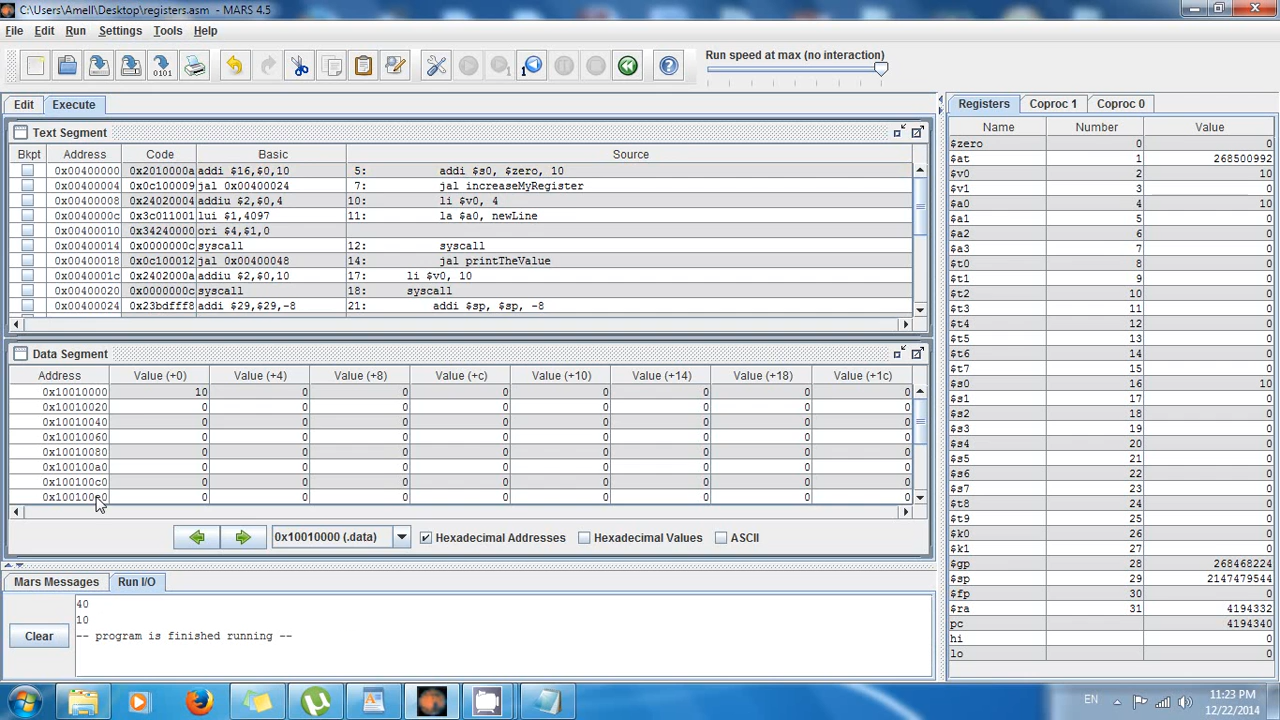 C:\Users\Amell\Desktop\registers.asm - MARS 4.5
File Edit Run Settings Tools Help
Run speed at max (no interaction)
Edit Execute
Text Segment
Bkpt Address Code Basic Source
0x00400000 0x2010000a addi $16,$0,10 5: addi $s0, $zero, 10
0x00400004 0x0c100009 jal 0x00400024 7: jal increaseMyRegister
0x00400008 0x24020004 addiu $2,$0,4 10: li $v0, 4
0x0040000c 0x3c011001 lui $1,4097 11: la $a0, newLine
0x00400010 0x34240000 ori $4,$1,0
0x00400014 0x0000000c syscall 12: syscall
0x00400018 0x0c100012 jal 0x00400048 14: jal printTheValue
0x0040001c 0x2402000a addiu $2,$0,10 17: li $v0, 10
0x00400020 0x0000000c syscall 18: syscall
0x00400024 0x23bdfff8 addi $29,$29,-8 21: addi $sp, $sp, -8
Data Segment
Address Value (+0) Value (+4) Value (+8) Value (+c) Value (+10) Value (+14) Value (+18) Value (+1c)
0x10010000 10 0 0 0 0 0 0 0
0x10010020 0 0 0 0 0 0 0 0
0x10010040 0 0 0 0 0 0 0 0
0x10010060 0 0 0 0 0 0 0 0
0x10010080 0 0 0 0 0 0 0 0
0x100100a0 0 0 0 0 0 0 0 0
0x100100c0 0 0 0 0 0 0 0 0
0x100100e0 0 0 0 0 0 0 0 0
0x10010000 (.data) Hexadecimal Addresses Hexadecimal Values ASCII
Mars Messages Run I/O
40
10
-- program is finished running --
Clear
Registers Coproc 1 Coproc 0
Name Number Value
$zero 0 0
$at 1 268500992
$v0 2 10
$v1 3 0
$a0 4 10
$a1 5 0
$a2 6 0
$a3 7 0
$t0 8 0
$t1 9 0
$t2 10 0
$t3 11 0
$t4 12 0
$t5 13 0
$t6 14 0
$t7 15 0
$s0 16 10
$s1 17 0
$s2 18 0
$s3 19 0
$s4 20 0
$s5 21 0
$s6 22 0
$s7 23 0
$t8 24 0
$t9 25 0
$k0 26 0
$k1 27 0
$gp 28 268468224
$sp 29 2147479544
$fp 30 0
$ra 31 4194332
pc 4194340
hi 0
lo 0
EN 11:23 PM
12/22/2014